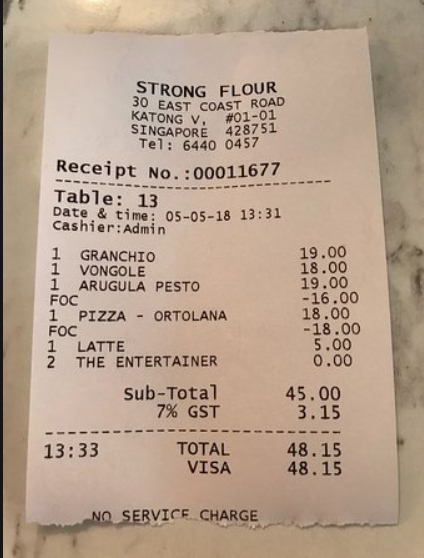 STRONG FLOUR
30 EAST COAST ROAD
KATONG V, #01-01
SINGAPORE 428751
Tel: 6440 0457
Receipt No.:00011677
Table: 13
Date & time: 05-05-18 13:31
Cashier:Admin
1 GRANCHIO 19.00
1 VONGOLE 18.00
1 ARUGULA PESTO 19.00
FOC -16.00
1 PIZZA - ORTOLANA 18.00
FOC -18.00
1 LATTE 5.00
2 THE ENTERTAINER 0.00
Sub-Total 45.00
7% GST 3.15
13:33 TOTAL 48.15
VISA 48.15
NO SERVICE CHARGE